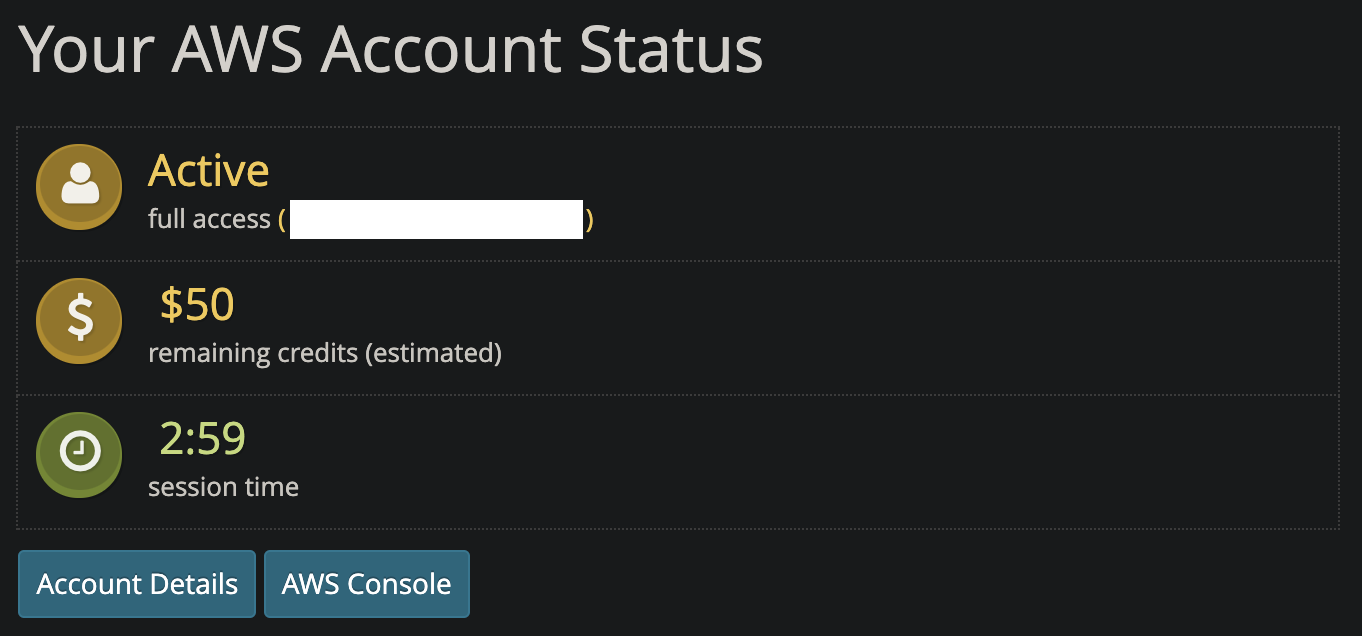 Your AWS Account Status
Active
full access ( )
$50
remaining credits (estimated)
2:59
session time
Account Details
AWS Console